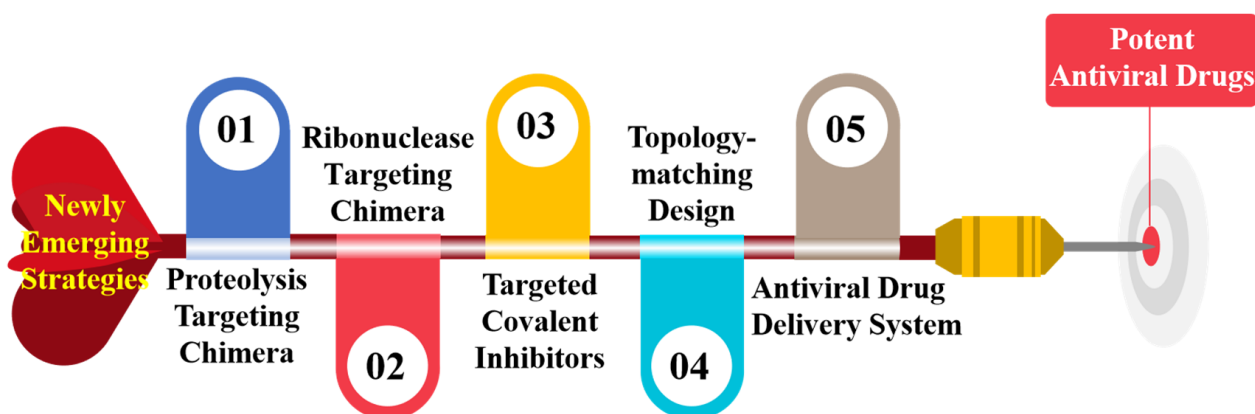 Newly
Emerging
Strategies
01
Proteolysis
Targeting
Chimera
Ribonuclease
Targeting
Chimera
02
03
Targeted
Covalent
Inhibitors
Topology-
matching
Design
04
05
Antiviral Drug
Delivery System
Potent
Antiviral Drugs